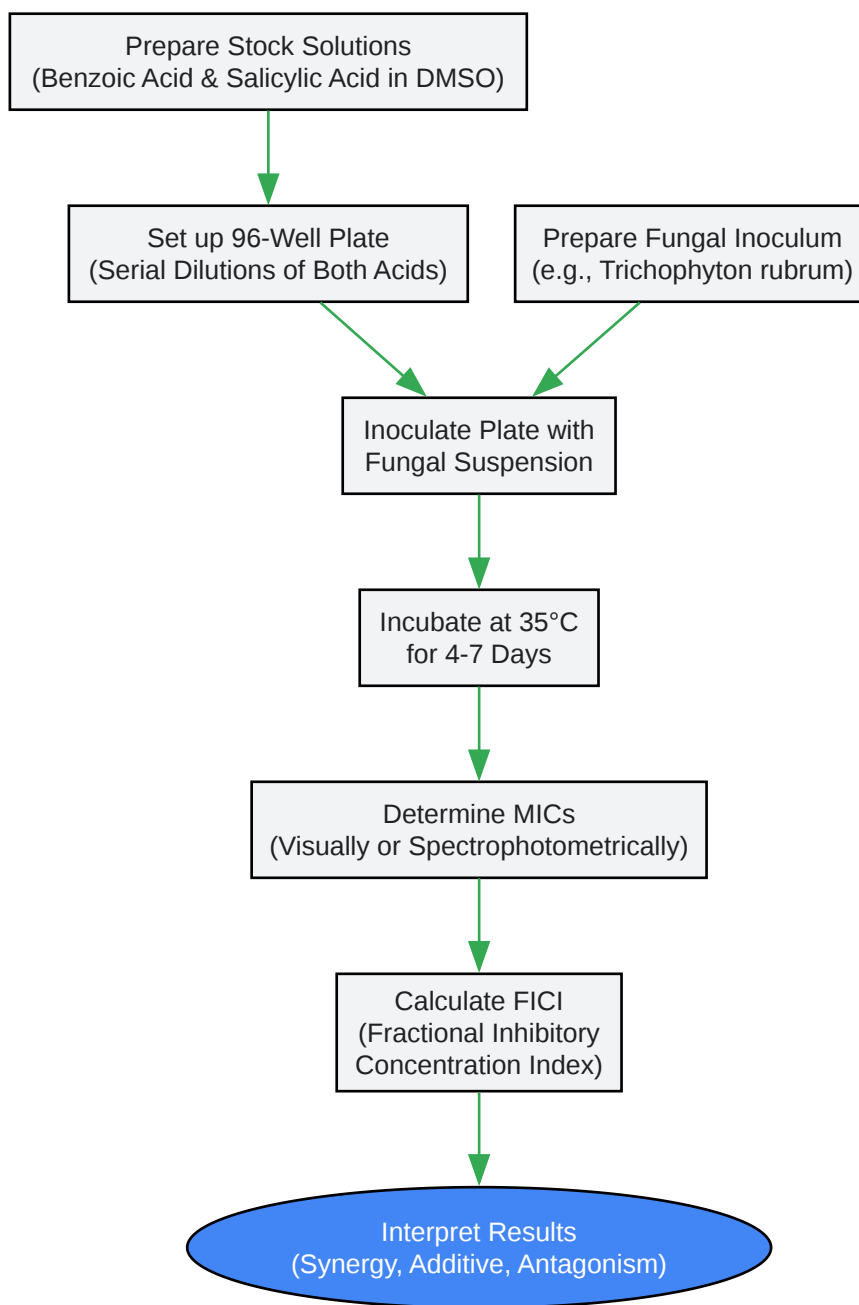 Prepare Stock Solutions
(Benzoic Acid & Salicylic Acid in DMSO)
Set up 96-Well Plate
(Serial Dilutions of Both Acids)
Prepare Fungal Inoculum
(e.g., Trichophyton rubrum)
Inoculate Plate with
Fungal Suspension
Incubate at 35°C
for 4-7 Days
Determine MICs
(Visually or Spectrophotometrically)
Calculate FICI
(Fractional Inhibitory
Concentration Index)
Interpret Results
(Synergy, Additive, Antagonism)